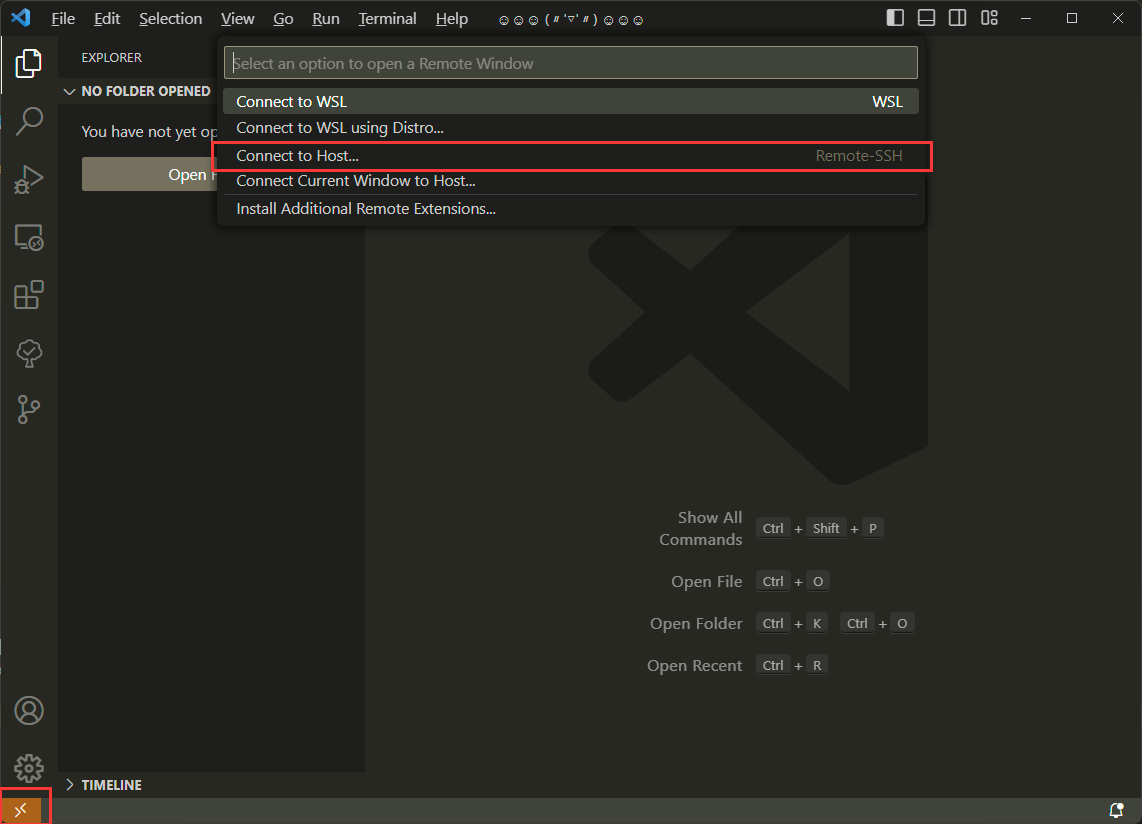 File Edit Selection View Go Run Terminal Help ☺☺☺(〃'▽'〃)☺☺☺
EXPLORER
Select an option to open a Remote Window
NO FOLDER OPENED
Connect to WSL WSL
You have not yet op
Connect to WSL using Distro...
Connect to Host... Remote-SSH
Open F
Connect Current Window to Host...
Install Additional Remote Extensions...
Show All
Commands Ctrl + Shift + P
Open File Ctrl + O
Open Folder Ctrl + K Ctrl + O
Open Recent Ctrl + R
TIMELINE